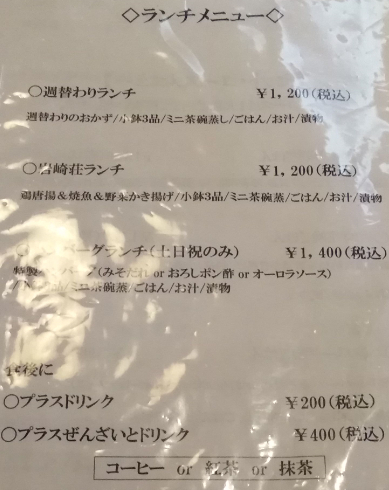 ◇ランチメニュー◇
○週替わりランチ ￥1,200(税込)
週替わりのおかず/小鉢3品/ミニ茶碗蒸し/ごはん/お汁/漬物
○岩崎荘ランチ ￥1,200(税込)
鶏唐揚＆焼魚＆野菜かき揚げ/小鉢3品/ミニ茶碗蒸/ごはん/お汁/漬物
バーグランチ(土日祝のみ) ￥1,400(税込)
(みそだれ or おろしポン酢 or オーロラソース)
/ミニ茶碗蒸/ごはん/お汁/漬物
後に
○プラスドリンク ￥200(税込)
○プラスぜんざいとドリンク ￥400(税込)
コーヒー or 紅茶 or 抹茶